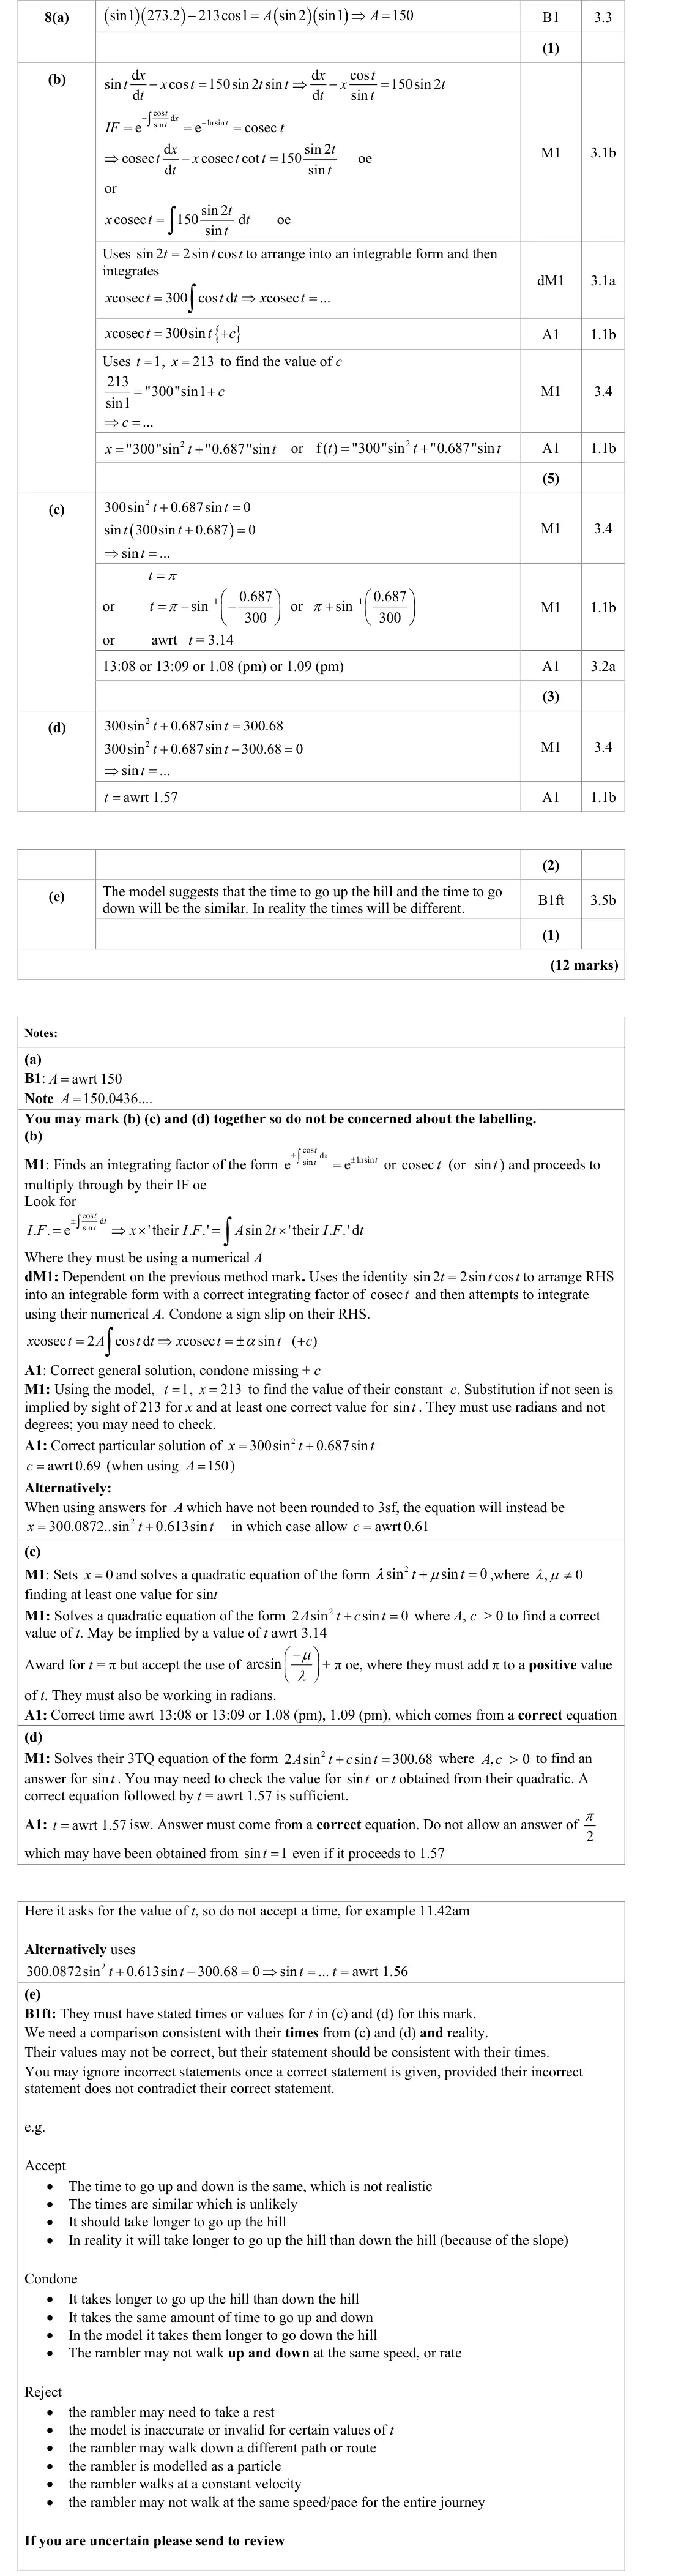 8(a) (sin1)(273.2) − 213cos1 = A(sin2)(sin1) ⇒ A = 150 B1 3.3
(1)
(b) sin t dx/dt − x cos t = 150 sin 2t sin t ⇒ dx/dt − x cos t/sin t = 150 sin 2t
IF = e^(−∫ cos t/sin t dx) = e^(−ln sin t) = cosec t
⇒ cosec t dx/dt − x cosec t cot t = 150 sin 2t/sin t oe
or
x cosec t = ∫150 sin 2t/sin t dt oe
M1 3.1b
Uses sin 2t = 2 sin t cos t to arrange into an integrable form and then
integrates
xcosec t = 300∫cos t dt ⇒ xcosec t = ...
dM1 3.1a
xcosec t = 300 sin t {+c} A1 1.1b
Uses t = 1, x = 213 to find the value of c
213/sin1 = "300"sin1 + c
⇒ c = ...
M1 3.4
x = "300"sin² t + "0.687"sin t or f(t) = "300"sin² t + "0.687"sin t A1 1.1b
(5)
(c) 300sin² t + 0.687 sin t = 0
sin t(300 sin t + 0.687) = 0
⇒ sin t = ...
M1 3.4
t = π
or t = π − sin⁻¹(−0.687/300) or π + sin⁻¹(0.687/300)
or awrt t = 3.14
M1 1.1b
13:08 or 13:09 or 1.08 (pm) or 1.09 (pm) A1 3.2a
(3)
(d) 300sin² t + 0.687 sin t = 300.68
300sin² t + 0.687 sin t − 300.68 = 0
⇒ sin t = ...
M1 3.4
t = awrt 1.57 A1 1.1b
(2)
(e) The model suggests that the time to go up the hill and the time to go
down will be the similar. In reality the times will be different.
B1ft 3.5b
(1)
(12 marks)
Notes:
(a)
B1: A = awrt 150
Note A = 150.0436....
You may mark (b) (c) and (d) together so do not be concerned about the labelling.
(b)
M1: Finds an integrating factor of the form e^(±∫ cos t/sin t dx) = e^(±ln sin t) or cosec t (or sin t) and proceeds to
multiply through by their IF oe
Look for
I.F. = e^(±∫ cos t/sin t dt) ⇒ x×'their I.F.' = ∫ A sin 2t×'their I.F.' dt
Where they must be using a numerical A
dM1: Dependent on the previous method mark. Uses the identity sin 2t = 2 sin t cos t to arrange RHS
into an integrable form with a correct integrating factor of cosec t and then attempts to integrate
using their numerical A. Condone a sign slip on their RHS.
xcosec t = 2A∫cos t dt ⇒ xcosec t = ±α sin t (+c)
A1: Correct general solution, condone missing + c
M1: Using the model, t = 1, x = 213 to find the value of their constant c. Substitution if not seen is
implied by sight of 213 for x and at least one correct value for sin t. They must use radians and not
degrees; you may need to check.
A1: Correct particular solution of x = 300sin² t + 0.687 sin t
c = awrt 0.69 (when using A = 150)
Alternatively:
When using answers for A which have not been rounded to 3sf, the equation will instead be
x = 300.0872..sin² t + 0.613sin t in which case allow c = awrt 0.61
(c)
M1: Sets x = 0 and solves a quadratic equation of the form λ sin² t + μ sin t = 0 ,where λ, μ ≠ 0
finding at least one value for sint
M1: Solves a quadratic equation of the form 2A sin² t + c sin t = 0 where A, c > 0 to find a correct
value of t. May be implied by a value of t awrt 3.14
Award for t = π but accept the use of arcsin(−μ/λ) + π oe, where they must add π to a positive value
of t. They must also be working in radians.
A1: Correct time awrt 13:08 or 13:09 or 1.08 (pm), 1.09 (pm), which comes from a correct equation
(d)
M1: Solves their 3TQ equation of the form 2A sin² t + c sin t = 300.68 where A, c > 0 to find an
answer for sin t. You may need to check the value for sin t or t obtained from their quadratic. A
correct equation followed by t = awrt 1.57 is sufficient.
A1: t = awrt 1.57 isw. Answer must come from a correct equation. Do not allow an answer of π/2
which may have been obtained from sin t = 1 even if it proceeds to 1.57
Here it asks for the value of t, so do not accept a time, for example 11.42am
Alternatively uses
300.0872 sin² t + 0.613 sin t − 300.68 = 0 ⇒ sin t = ... t = awrt 1.56
(e)
B1ft: They must have stated times or values for t in (c) and (d) for this mark.
We need a comparison consistent with their times from (c) and (d) and reality.
Their values may not be correct, but their statement should be consistent with their times.
You may ignore incorrect statements once a correct statement is given, provided their incorrect
statement does not contradict their correct statement.
e.g.
Accept
• The time to go up and down is the same, which is not realistic
• The times are similar which is unlikely
• It should take longer to go up the hill
• In reality it will take longer to go up the hill than down the hill (because of the slope)
Condone
• It takes longer to go up the hill than down the hill
• It takes the same amount of time to go up and down
• In the model it takes them longer to go down the hill
• The rambler may not walk up and down at the same speed, or rate
Reject
• the rambler may need to take a rest
• the model is inaccurate or invalid for certain values of t
• the rambler may walk down a different path or route
• the rambler is modelled as a particle
• the rambler walks at a constant velocity
• the rambler may not walk at the same speed/pace for the entire journey
If you are uncertain please send to review